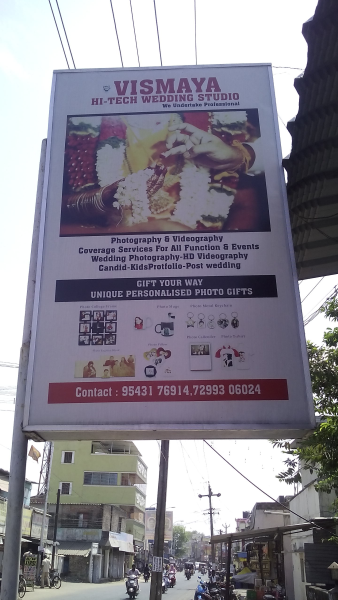 VISMAYA
HI-TECH WEDDING STUDIO
We Undertake Professional
Photography & Videography
Coverage Services For All Function & Events
Wedding Photography-HD Videography
Candid-KidsProtfolio-Post wedding
GIFT YOUR WAY
UNIQUE PERSONALISED PHOTO GIFTS
Contact : 95431 76914,72993 06024